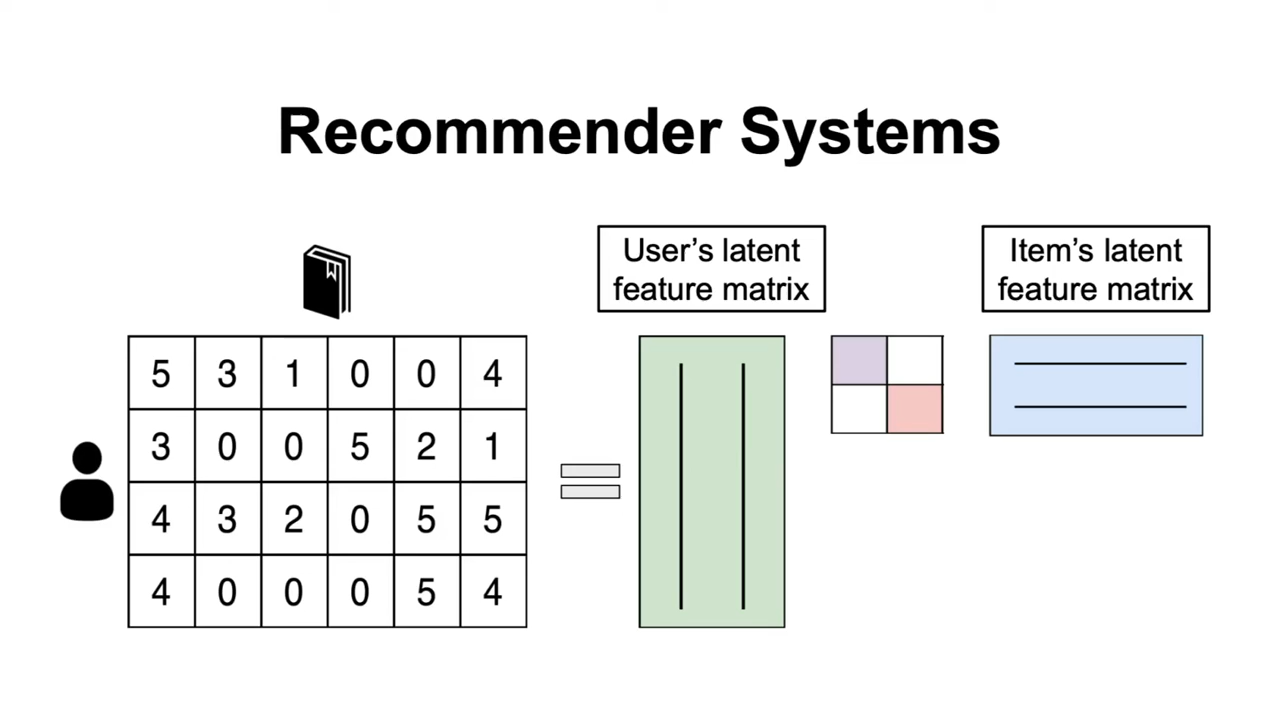 Recommender Systems
User’s latent
feature matrix
Item’s latent
feature matrix
5 3 1 0 0 4
3 0 0 5 2 1
4 3 2 0 5 5
4 0 0 0 5 4